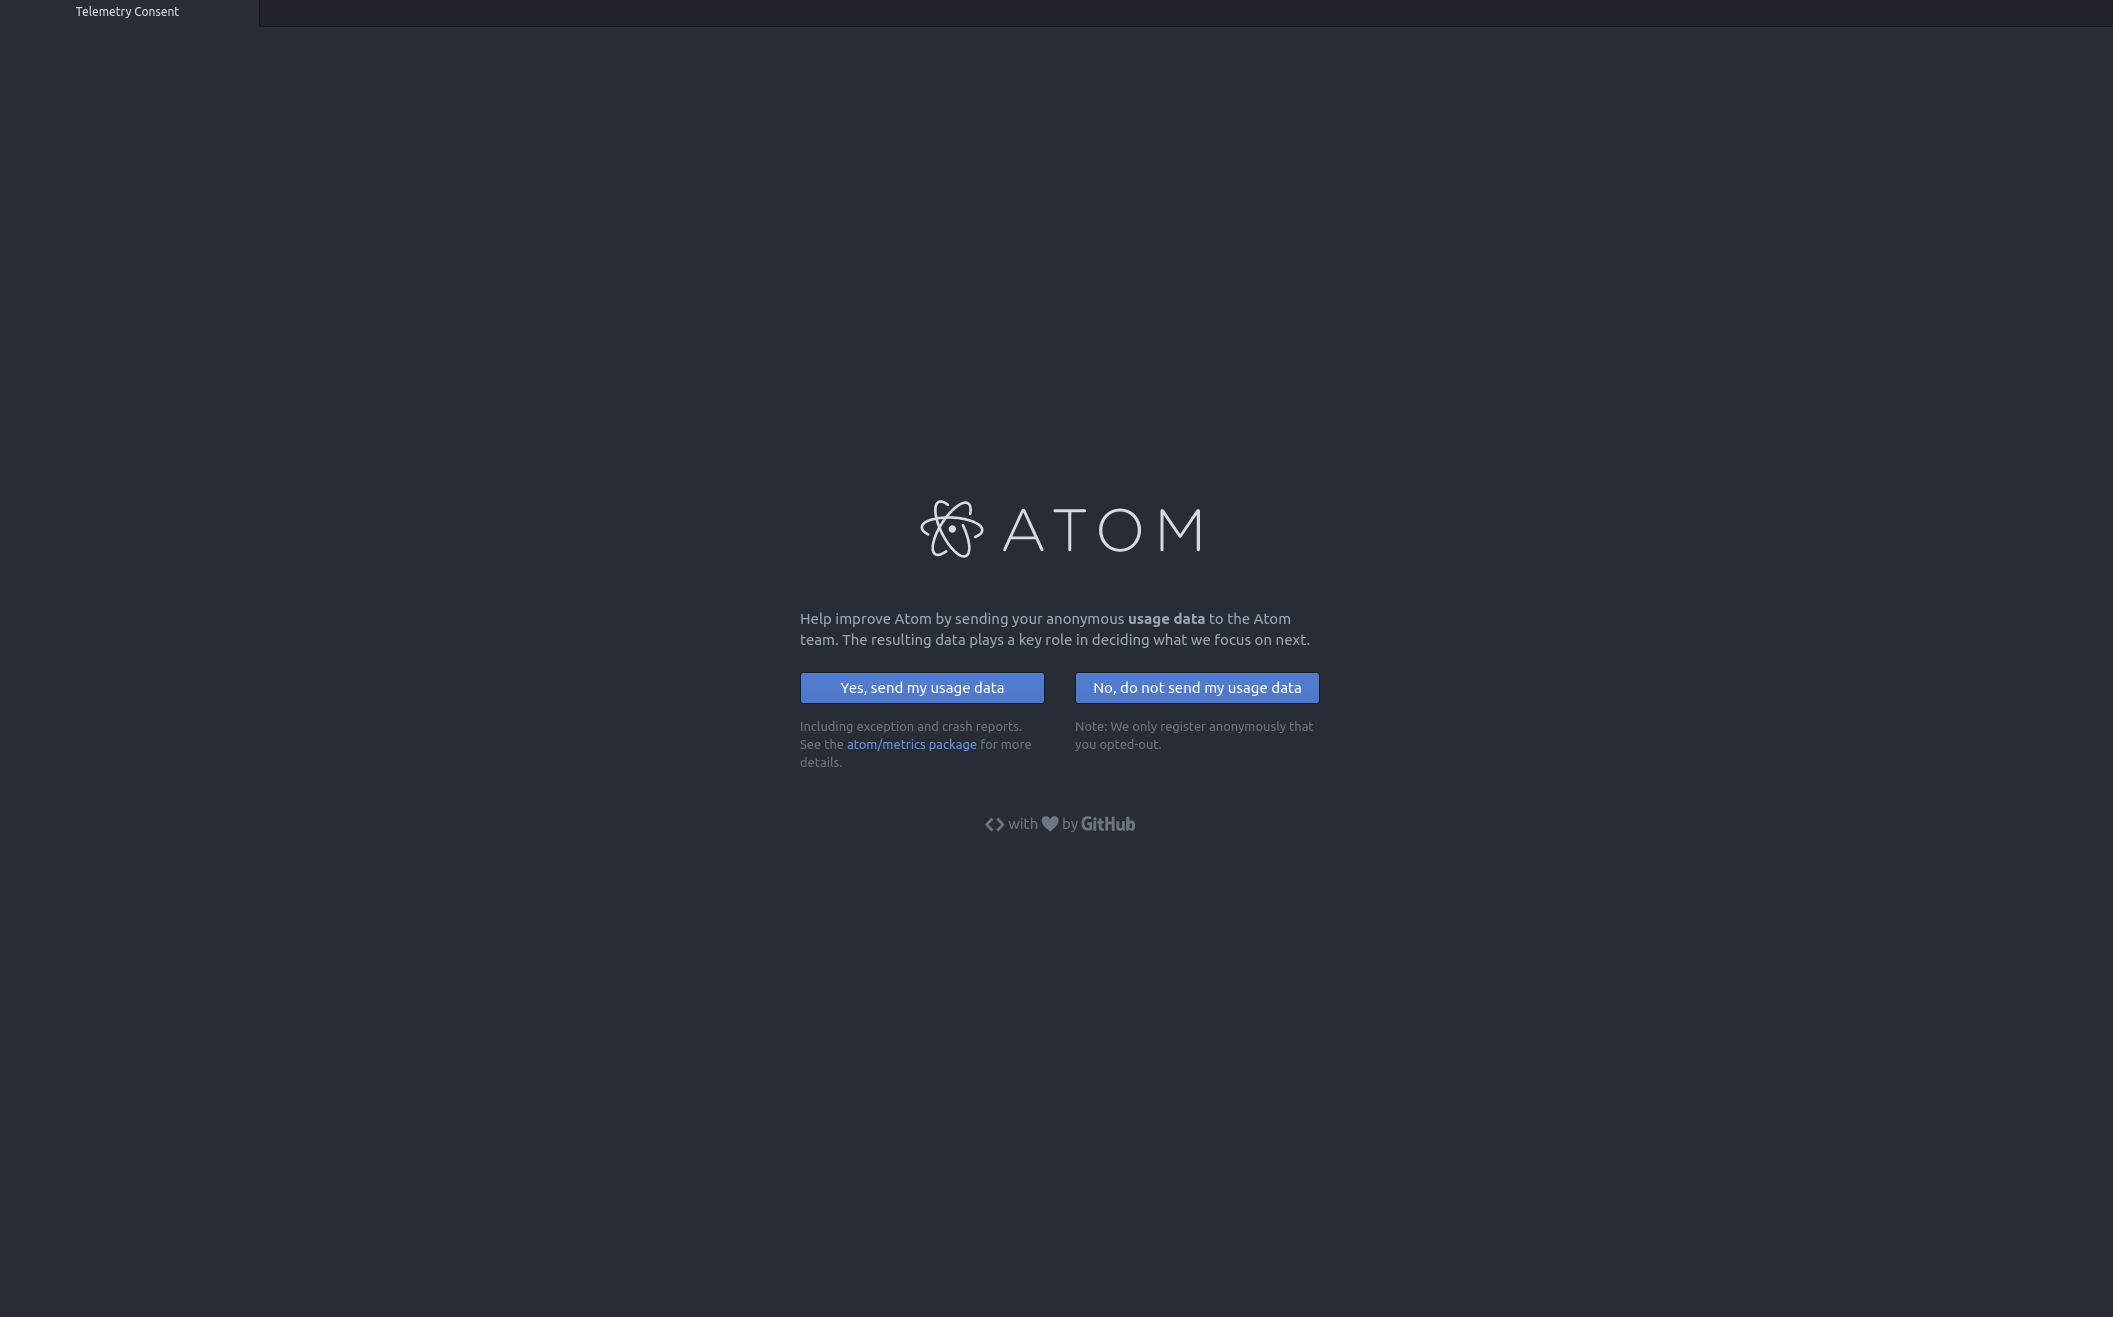 Telemetry Consent
ATOM
Help improve Atom by sending your anonymous usage data to the Atom
team. The resulting data plays a key role in deciding what we focus on next.
Yes, send my usage data
Including exception and crash reports.
See the atom/metrics package for more
details.
No, do not send my usage data
Note: We only register anonymously that
you opted-out.
<> with ♥ by GitHub